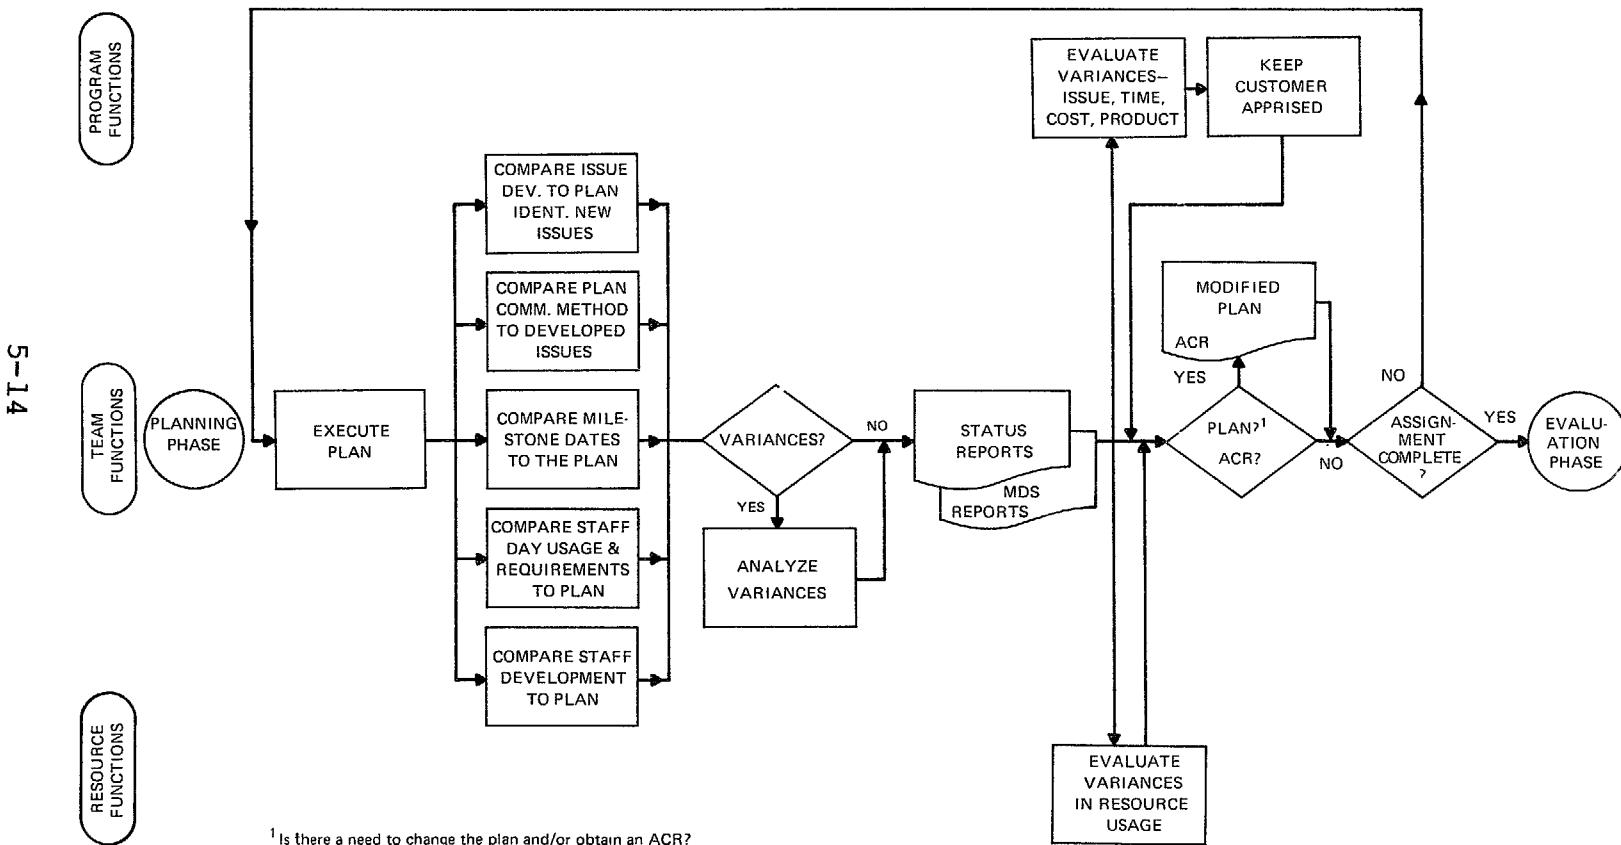 PROGRAM
FUNCTIONS
EVALUATE
VARIANCES—
ISSUE, TIME,
COST, PRODUCT
KEEP
CUSTOMER
APPRISED
COMPARE ISSUE
DEV. TO PLAN
IDENT. NEW
ISSUES
COMPARE PLAN
COMM. METHOD
TO DEVELOPED
ISSUES
MODIFIED
PLAN
ACR
YES
NO
5-14
TEAM
FUNCTIONS
PLANNING
PHASE
EXECUTE
PLAN
COMPARE MILE-
STONE DATES
TO THE PLAN
VARIANCES?
NO
YES
STATUS
REPORTS
MDS
REPORTS
PLAN?¹
ACR?
NO
ASSIGN-
MENT
COMPLETE
?
YES
EVALU-
ATION
PHASE
COMPARE STAFF
DAY USAGE &
REQUIREMENTS
TO PLAN
ANALYZE
VARIANCES
COMPARE STAFF
DEVELOPMENT
TO PLAN
RESOURCE
FUNCTIONS
EVALUATE
VARIANCES
IN RESOURCE
USAGE
¹ Is there a need to change the plan and/or obtain an ACR?